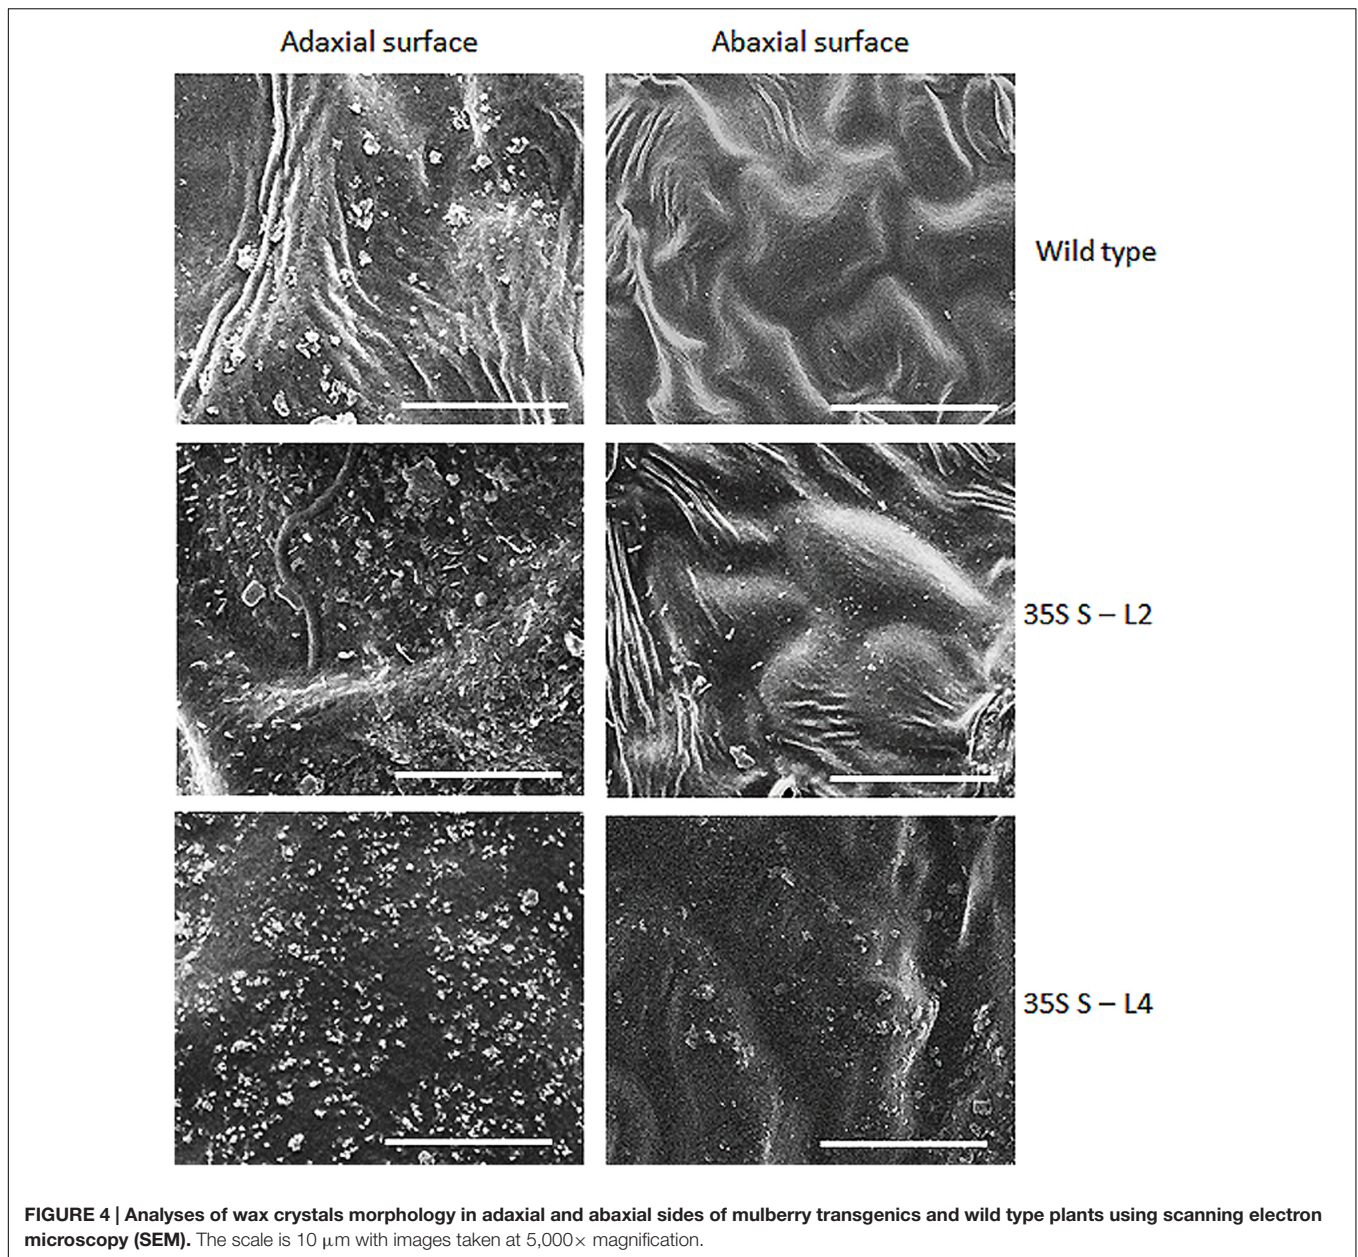 Adaxial surface
Abaxial surface
Wild type
35S S – L2
35S S – L4
FIGURE 4 | Analyses of wax crystals morphology in adaxial and abaxial sides of mulberry transgenics and wild type plants using scanning electron
microscopy (SEM). The scale is 10 μm with images taken at 5,000× magnification.